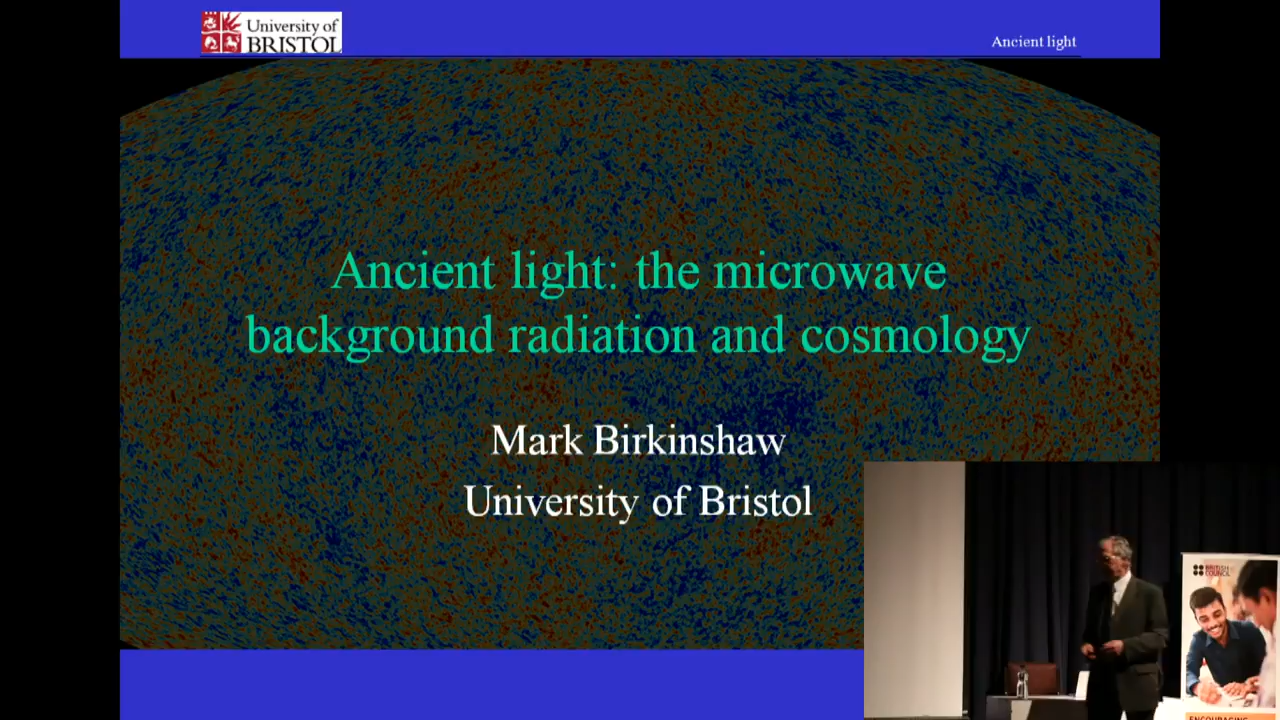 University of
BRISTOL
Ancient light
Ancient light: the microwave
background radiation and cosmology
Mark Birkinshaw
University of Bristol
BRITISH
COUNCIL
ENCOURAGING